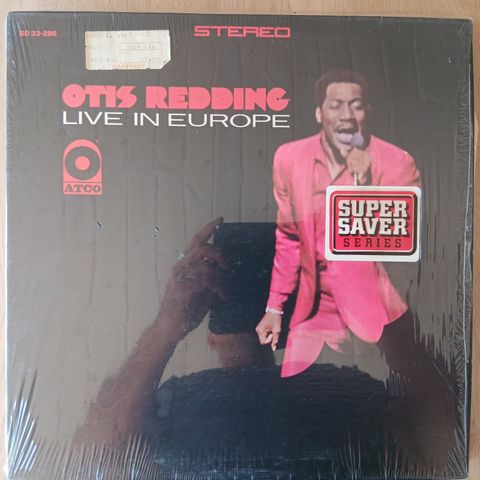 SD 33-286
STEREO
OTIS REDDING
LIVE IN EUROPE
ATCO
SUPER
SAVER
SERIES